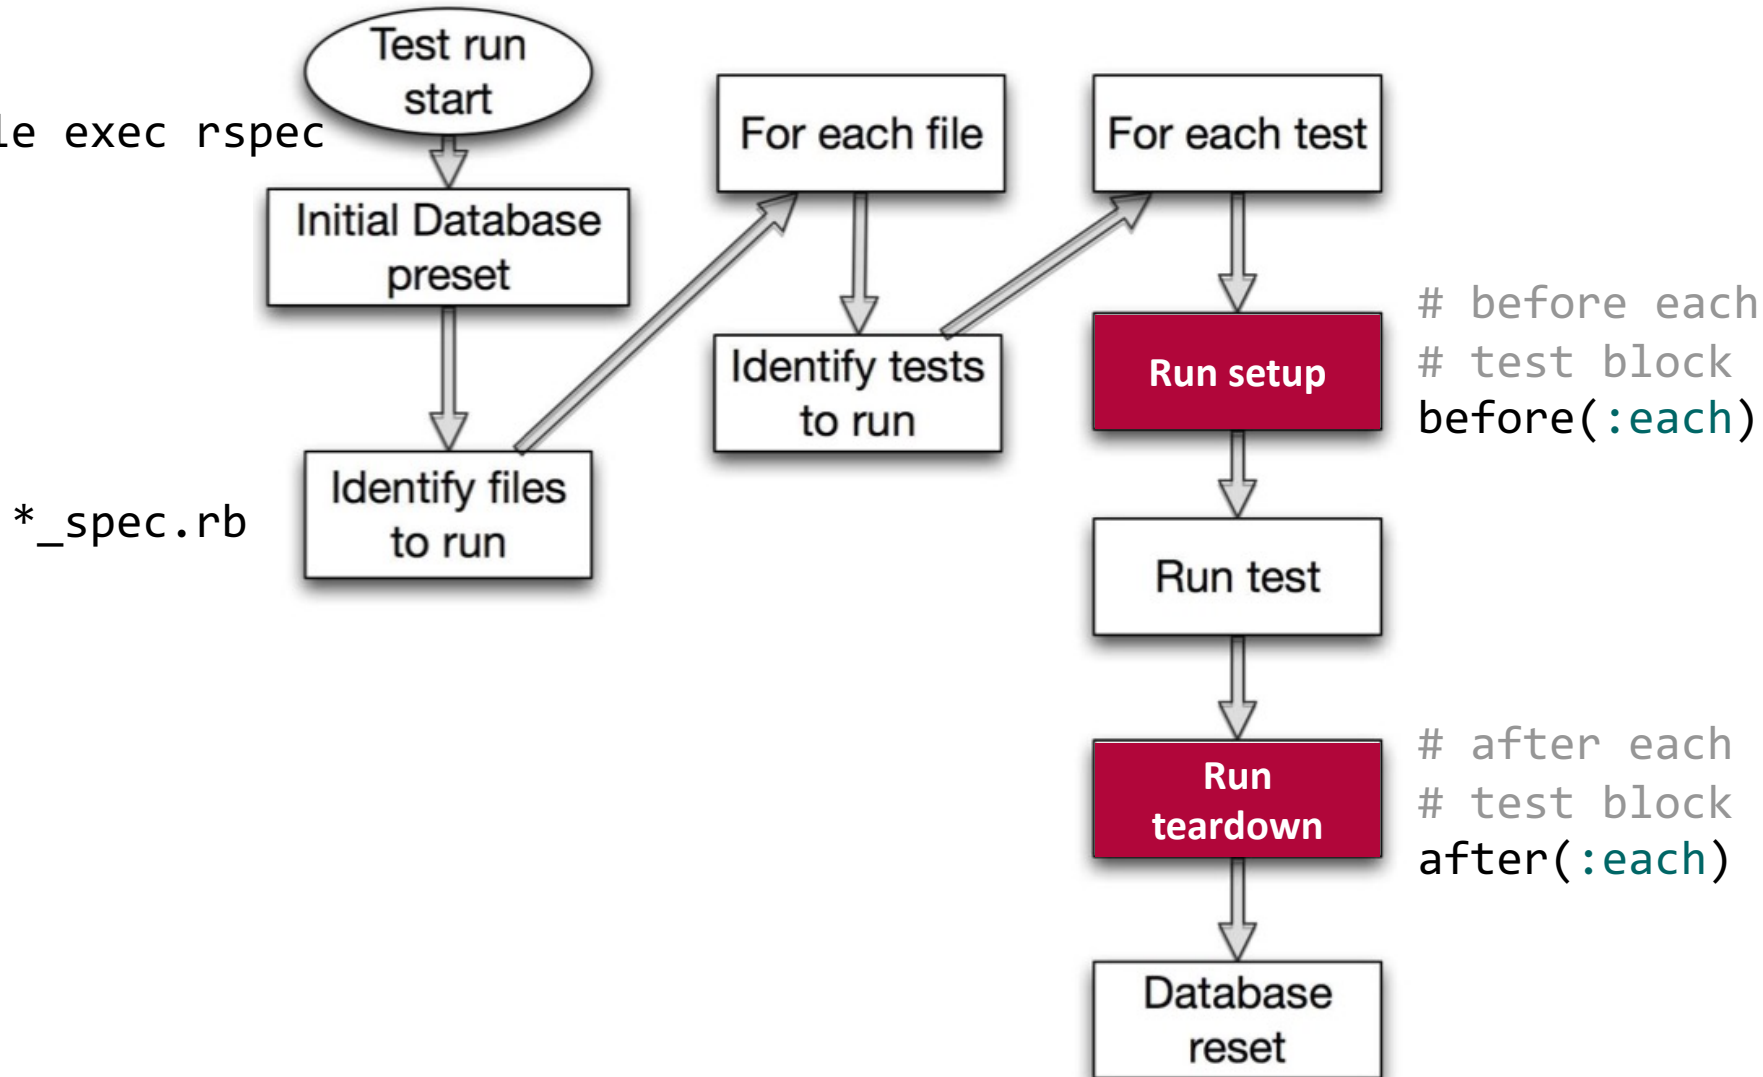 Test run
start
exec rspec
Initial Database
preset
Identify files
to run
*_spec.rb
For each file
Identify tests
to run
For each test
Run setup
# before each
# test block
before(:each)
Run test
Run
teardown
# after each
# test block
after(:each)
Database
reset